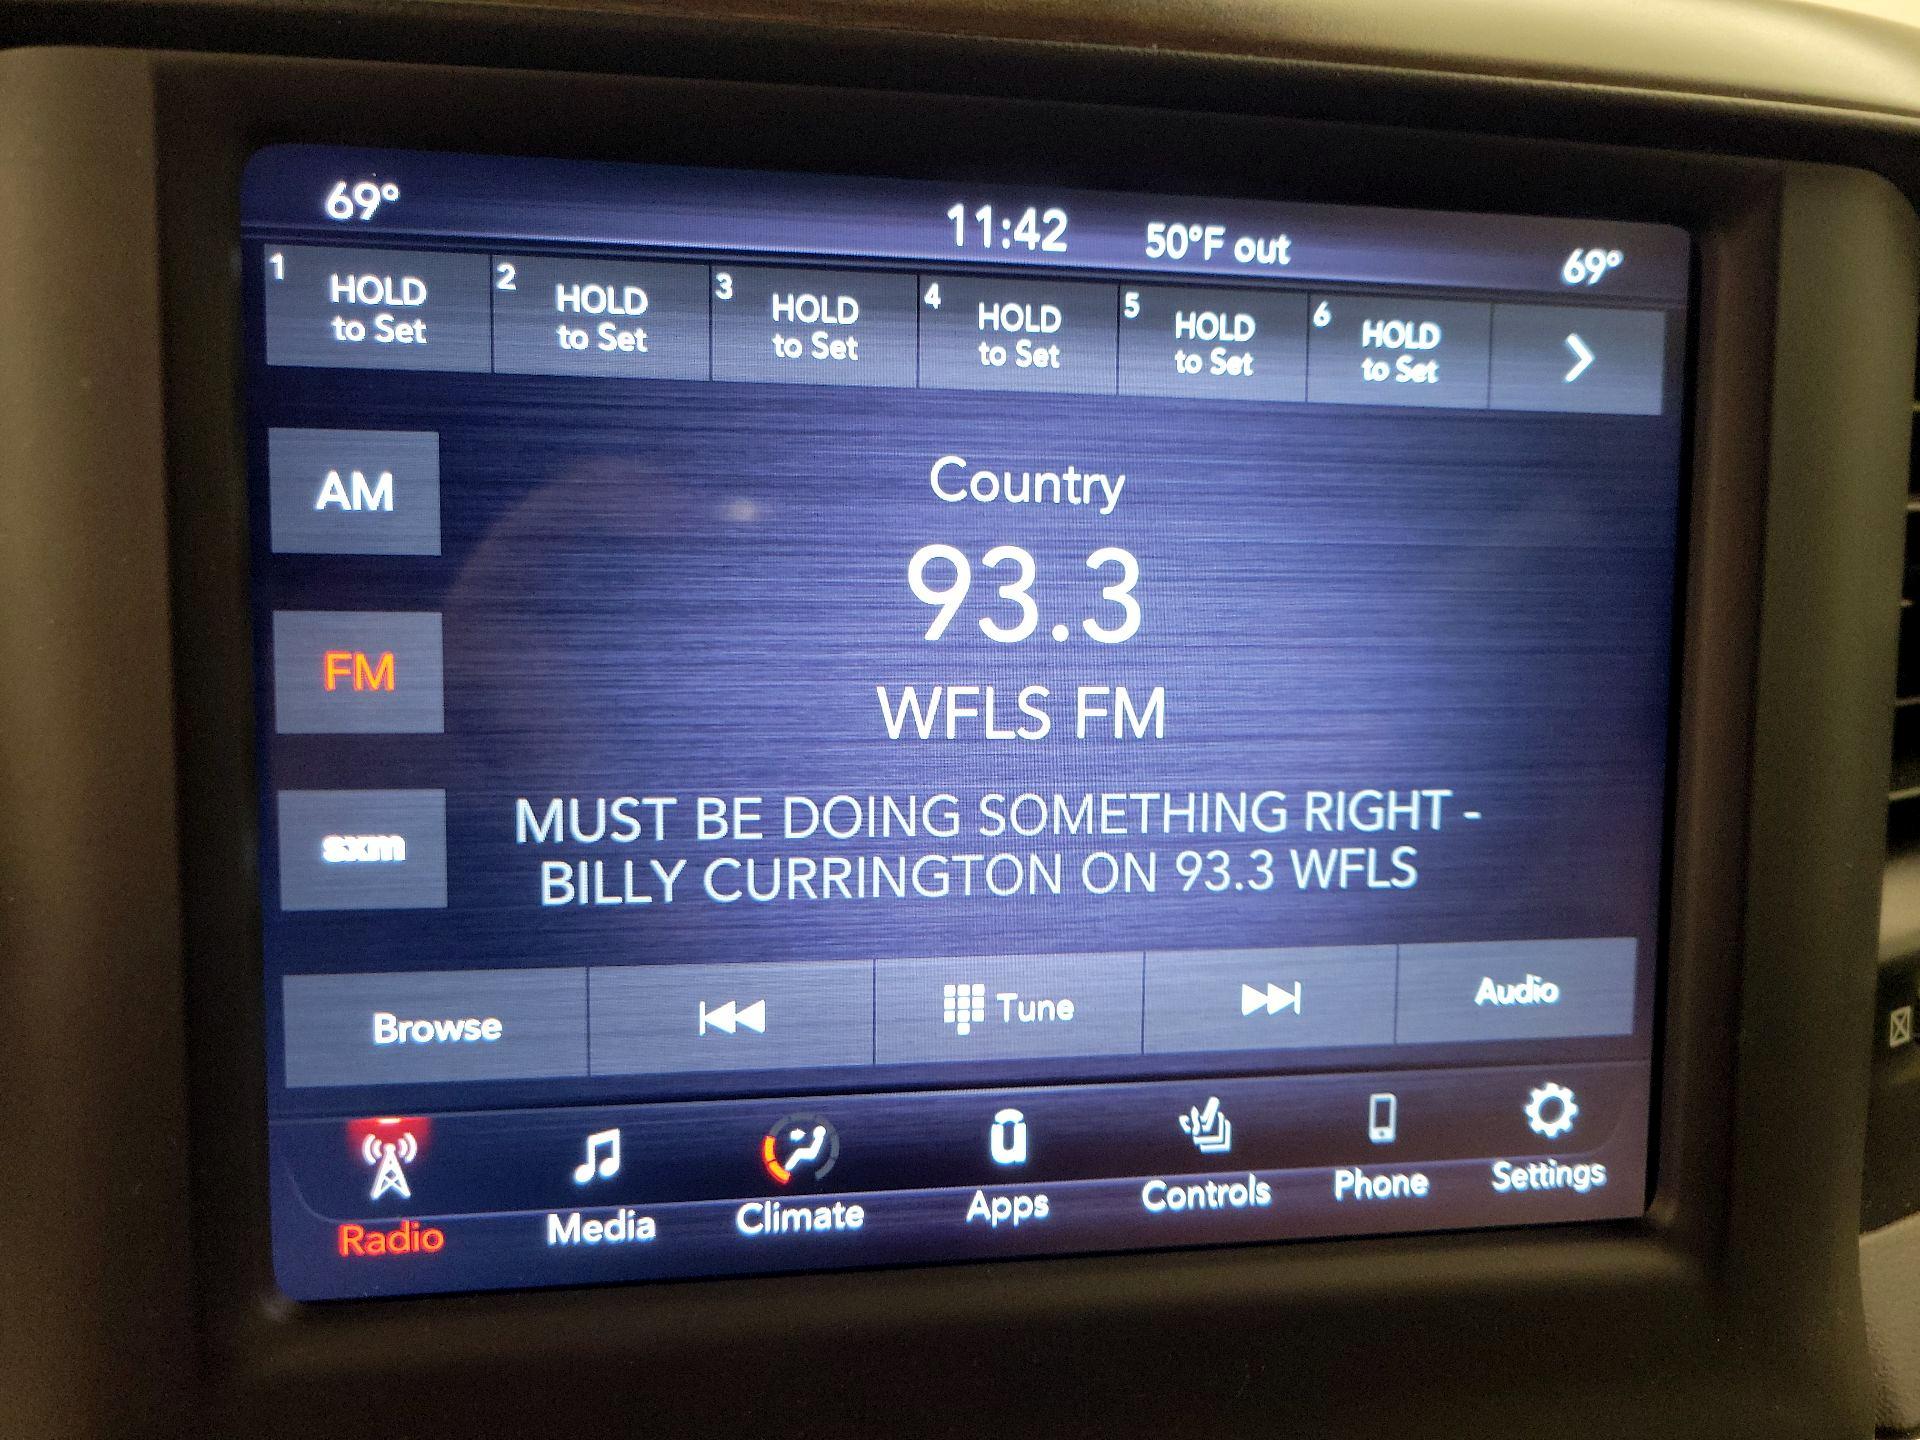 69° 11:42 50°F out 69°
1 HOLD to Set
2 HOLD to Set
3 HOLD to Set
4 HOLD to Set
5 HOLD to Set
6 HOLD to Set
AM
FM
sxm
Country
93.3
WFLS FM
MUST BE DOING SOMETHING RIGHT -
BILLY CURRINGTON ON 93.3 WFLS
Browse Tune Audio
Radio Media Climate Apps Controls Phone Settings